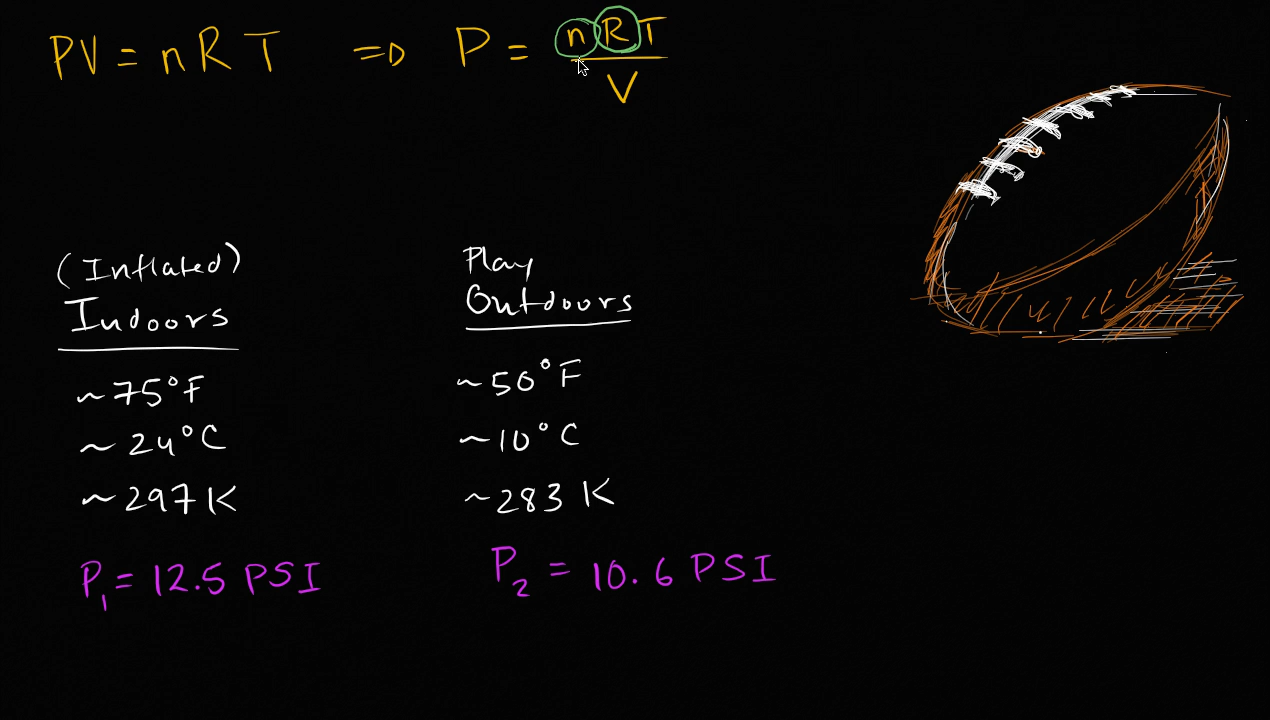 PV = nRT => P = nRT / V
(Inflated)
Indoors
~75°F
~24°C
~297K
P₁ = 12.5 PSI
Play
Outdoors
~50°F
~10°C
~283 K
P₂ = 10.6 PSI